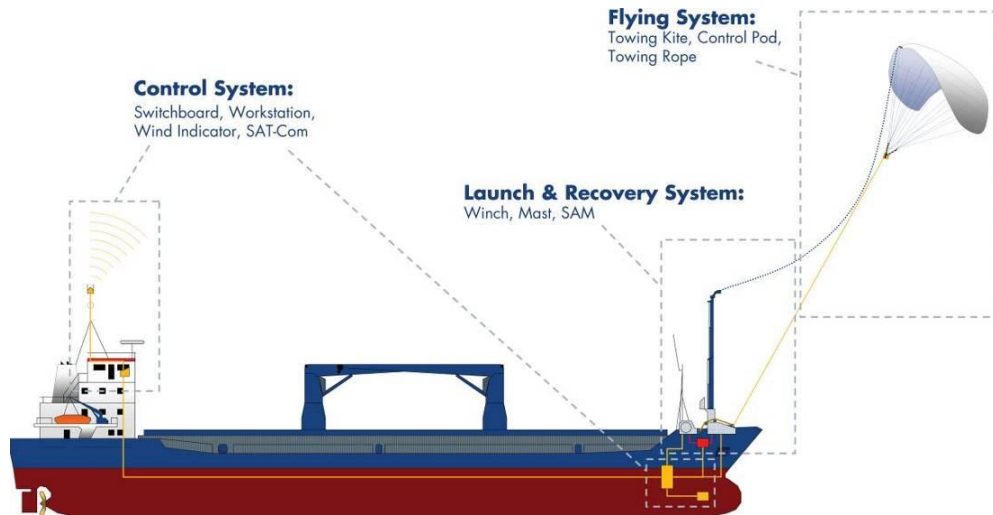 Flying System:
Towing Kite, Control Pod,
Towing Rope
Control System:
Switchboard, Workstation,
Wind Indicator, SAT-Com
Launch & Recovery System:
Winch, Mast, SAM